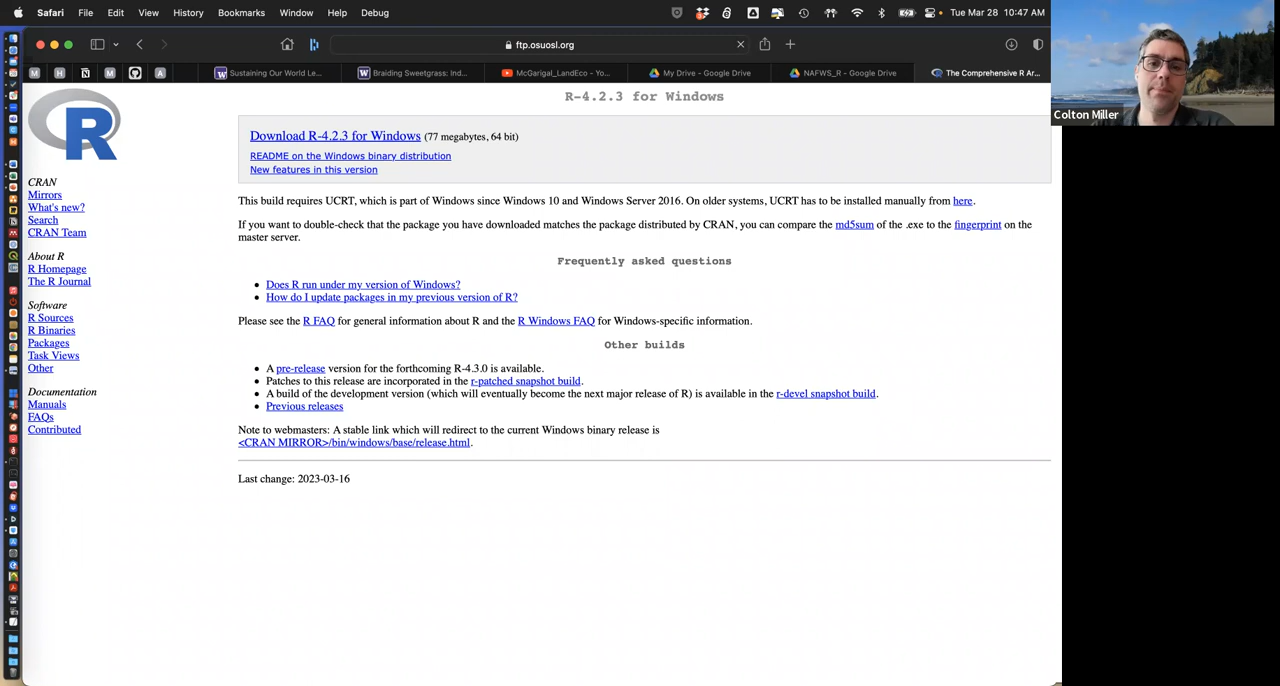 Safari File Edit View History Bookmarks Window Help Debug Tue Mar 28 10:47 AM
ftp.osuosl.org
M H N M A Sustaining Our World Le... Braiding Sweetgrass: Ind... McGarigal_LandEco - Yo... My Drive - Google Drive NAFWS_R - Google Drive The Comprehensive R Ar...
Colton Miller
R
CRAN
Mirrors
What's new?
Search
CRAN Team
About R
R Homepage
The R Journal
Software
R Sources
R Binaries
Packages
Task Views
Other
Documentation
Manuals
FAQs
Contributed
R-4.2.3 for Windows
Download R-4.2.3 for Windows (77 megabytes, 64 bit)
README on the Windows binary distribution
New features in this version
This build requires UCRT, which is part of Windows since Windows 10 and Windows Server 2016. On older systems, UCRT has to be installed manually from here.
If you want to double-check that the package you have downloaded matches the package distributed by CRAN, you can compare the md5sum of the .exe to the fingerprint on the
master server.
Frequently asked questions
Does R run under my version of Windows?
How do I update packages in my previous version of R?
Please see the R FAQ for general information about R and the R Windows FAQ for Windows-specific information.
Other builds
A pre-release version for the forthcoming R-4.3.0 is available.
Patches to this release are incorporated in the r-patched snapshot build.
A build of the development version (which will eventually become the next major release of R) is available in the r-devel snapshot build.
Previous releases
Note to webmasters: A stable link which will redirect to the current Windows binary release is
<CRAN MIRROR>/bin/windows/base/release.html.
Last change: 2023-03-16